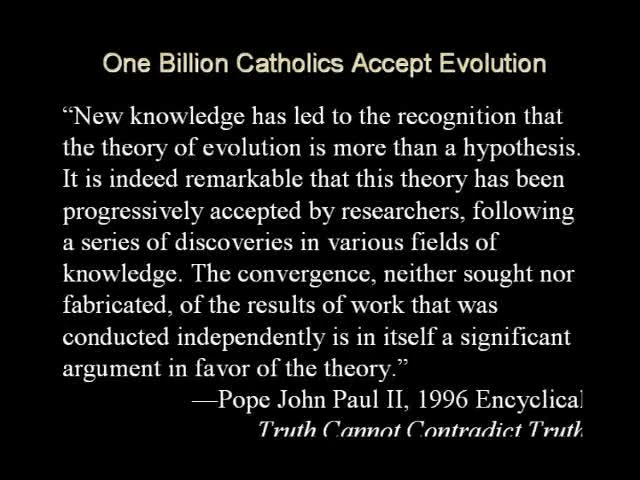 One Billion Catholics Accept Evolution
“New knowledge has led to the recognition that
the theory of evolution is more than a hypothesis.
It is indeed remarkable that this theory has been
progressively accepted by researchers, following
a series of discoveries in various fields of
knowledge. The convergence, neither sought nor
fabricated, of the results of work that was
conducted independently is in itself a significant
argument in favor of the theory.”
—Pope John Paul II, 1996 Encyclical
Truth Cannot Contradict Truth